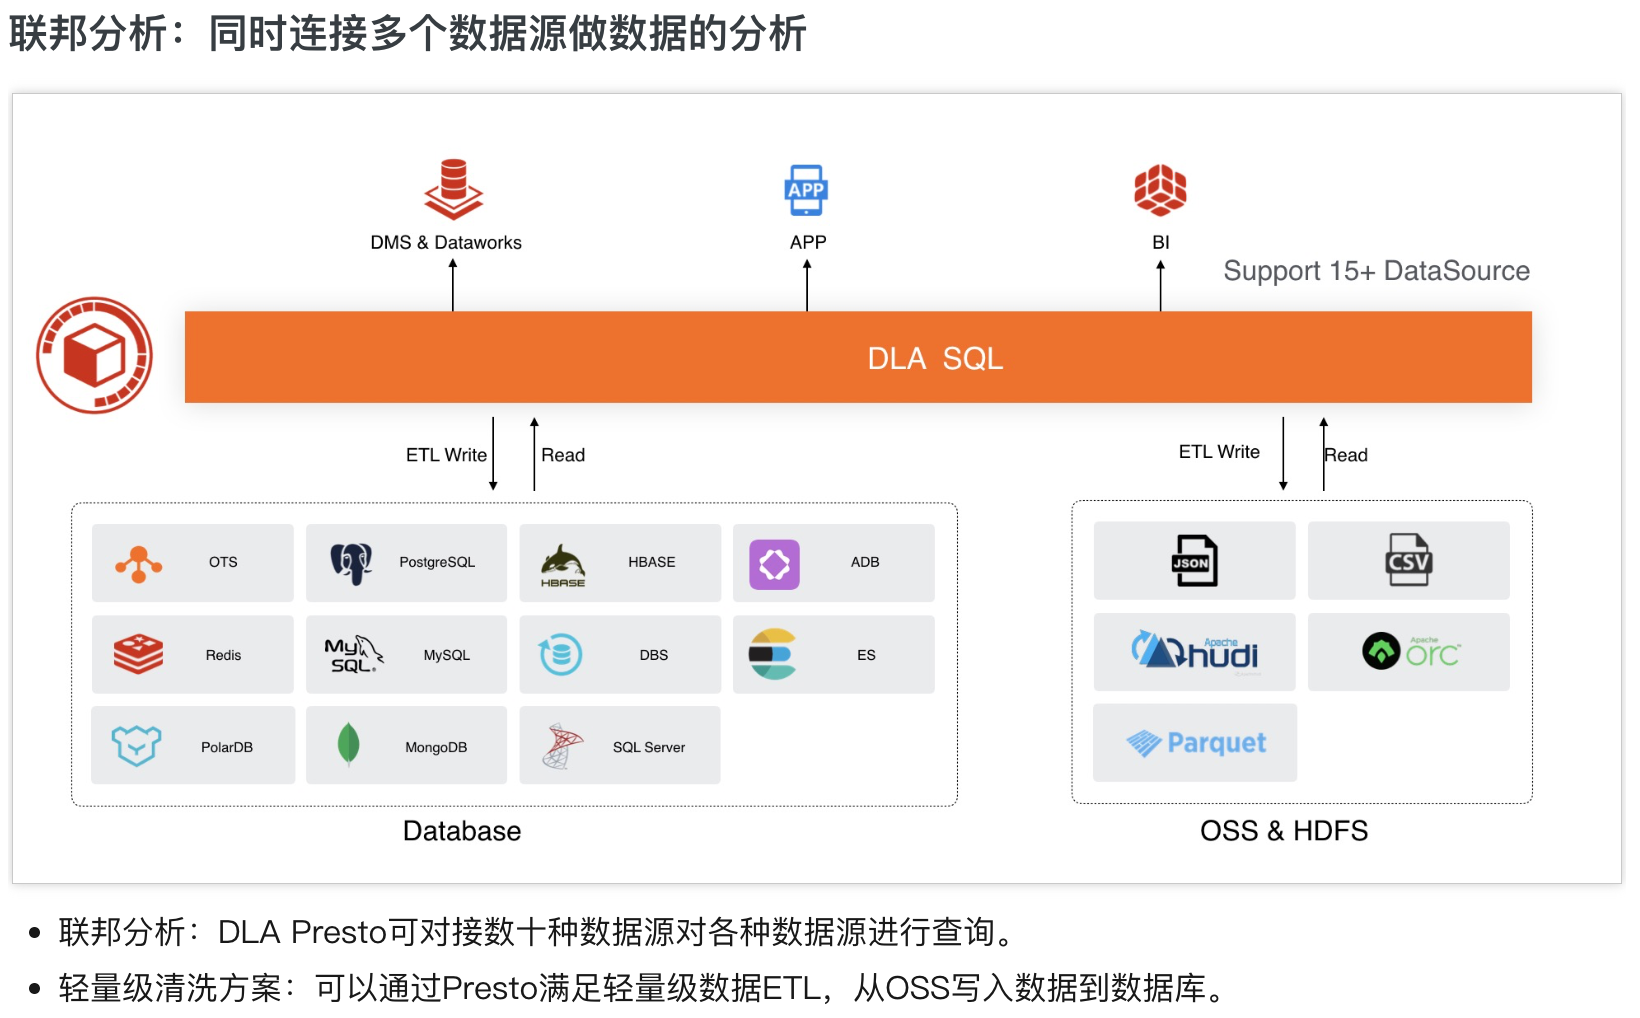 联邦分析：同时连接多个数据源做数据的分析
APP
DMS & Dataworks
APP
BI
Support 15+ DataSource
DLA SQL
ETL Write
Read
ETL Write
Read
OTS
PostgreSQL
HBASE
HBASE
ADB
JSON
CSV
Redis
MySQL
MySQL
DBS
ES
Apache
hudi
Apache
orc
PolarDB
MongoDB
SQL Server
Parquet
Database
OSS & HDFS
• 联邦分析：DLA Presto可对接数十种数据源对各种数据源进行查询。
• 轻量级清洗方案：可以通过Presto满足轻量级数据ETL，从OSS写入数据到数据库。